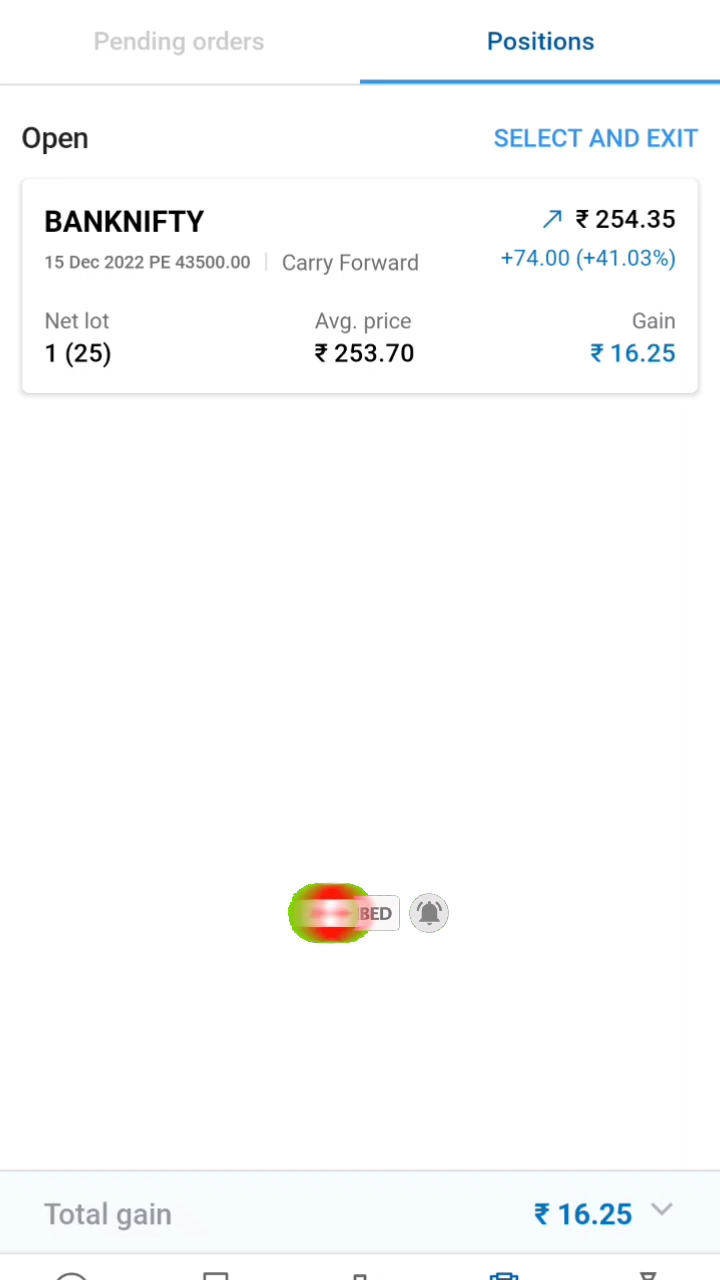 Pending orders
Positions
Open
SELECT AND EXIT
BANKNIFTY
↗ ₹ 254.35
15 Dec 2022 PE 43500.00 | Carry Forward
+74.00 (+41.03%)
Net lot
Avg. price
Gain
1 (25)
₹ 253.70
₹ 16.25
BED
Total gain
₹ 16.25